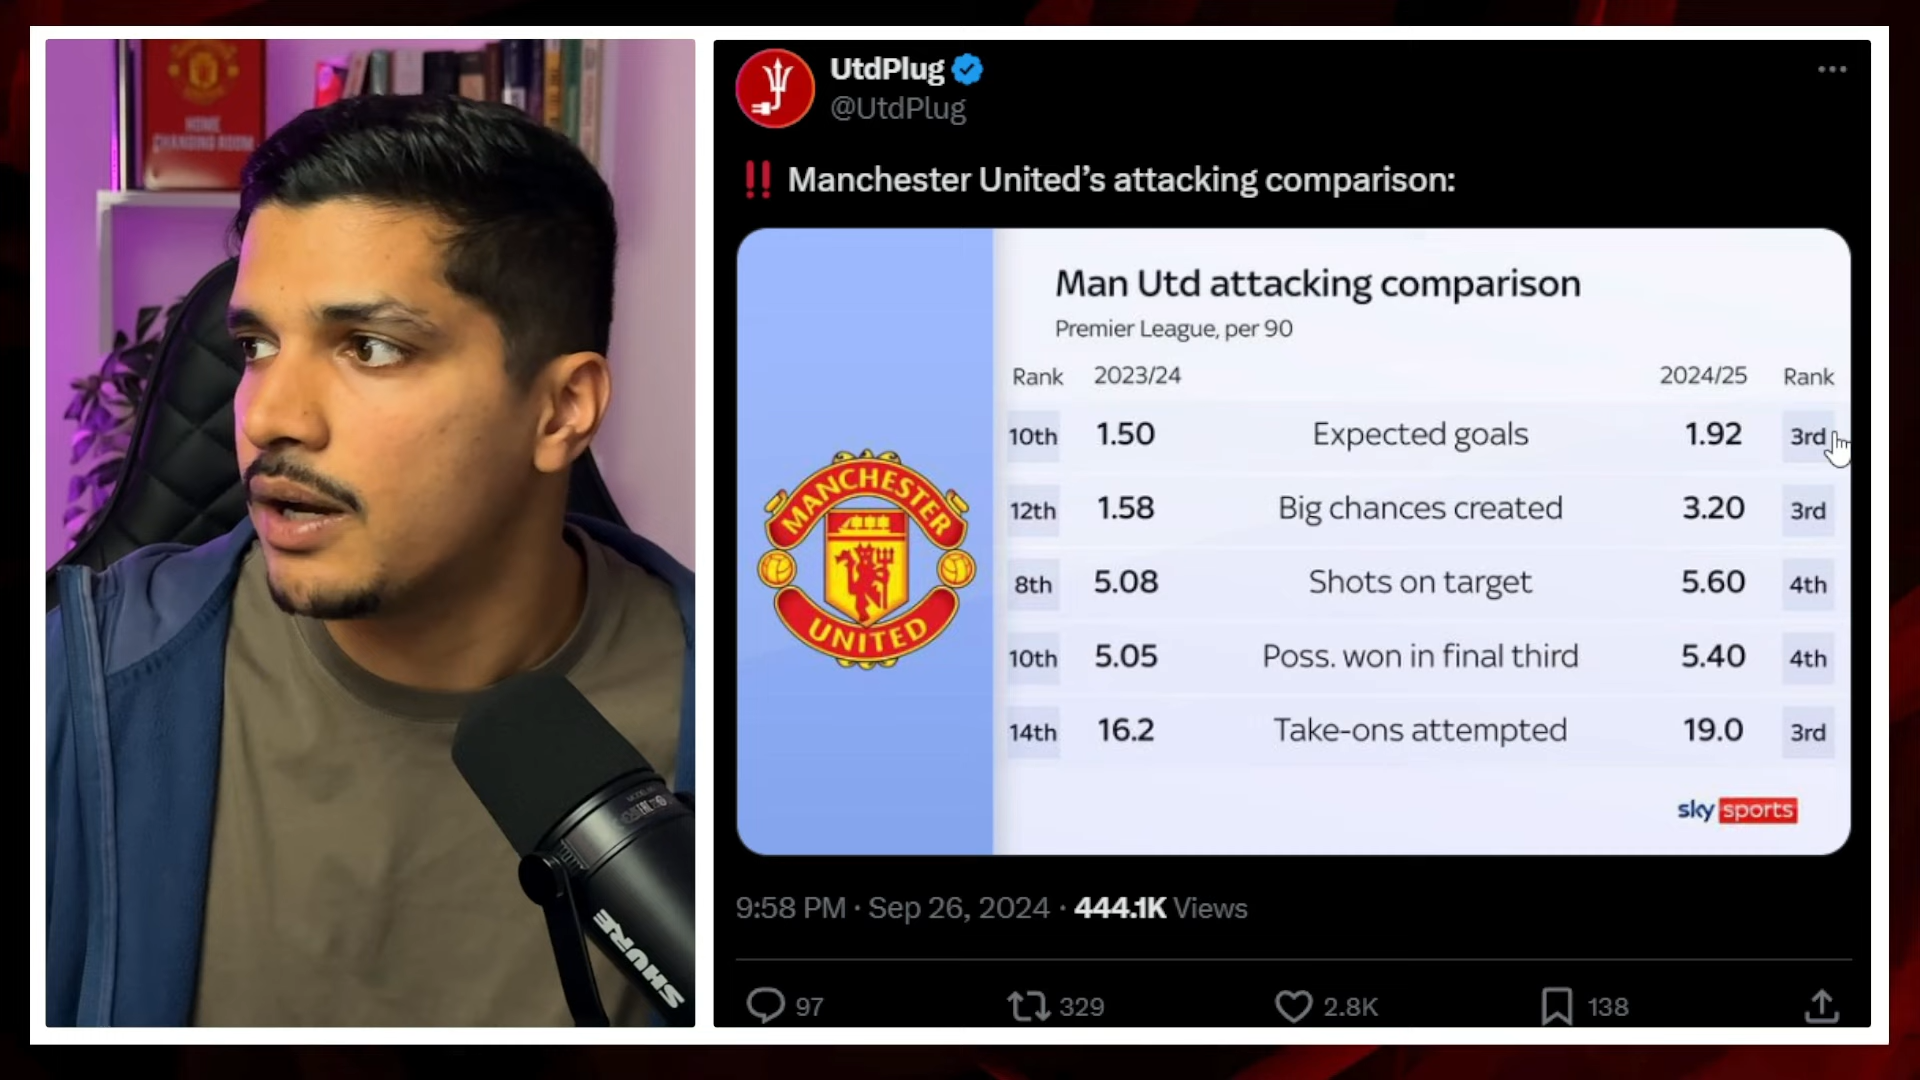 HOME
CHANGING ROOM
SHURE
UtdPlug
@UtdPlug
‼ Manchester United’s attacking comparison:
MANCHESTER
UNITED
Man Utd attacking comparison
Premier League, per 90
Rank 2023/24 2024/25 Rank
10th 1.50 Expected goals 1.92 3rd
12th 1.58 Big chances created 3.20 3rd
8th 5.08 Shots on target 5.60 4th
10th 5.05 Poss. won in final third 5.40 4th
14th 16.2 Take-ons attempted 19.0 3rd
sky sports
9:58 PM · Sep 26, 2024 · 444.1K Views
97 329 2.8K 138